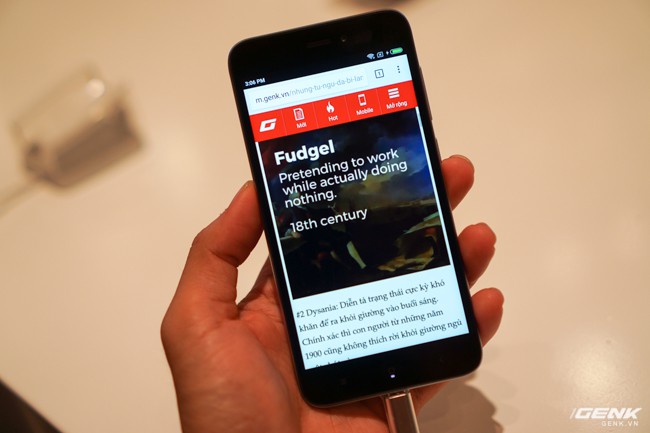 3:06 PM
m.genk.vn/nhung-tu-ngu-da-bi-lan
1
Mới Hot Mobile Mở rộng
Fudgel
Pretending to work
while actually doing
nothing.
18th century
#2 Dysania: Diễn tả trạng thái cực kỳ khó
khăn để ra khỏi giường vào buổi sáng.
Chính xác thì con người từ những năm
1900 cũng không thích rời khỏi giường ngủ
GENK
GENK.VN